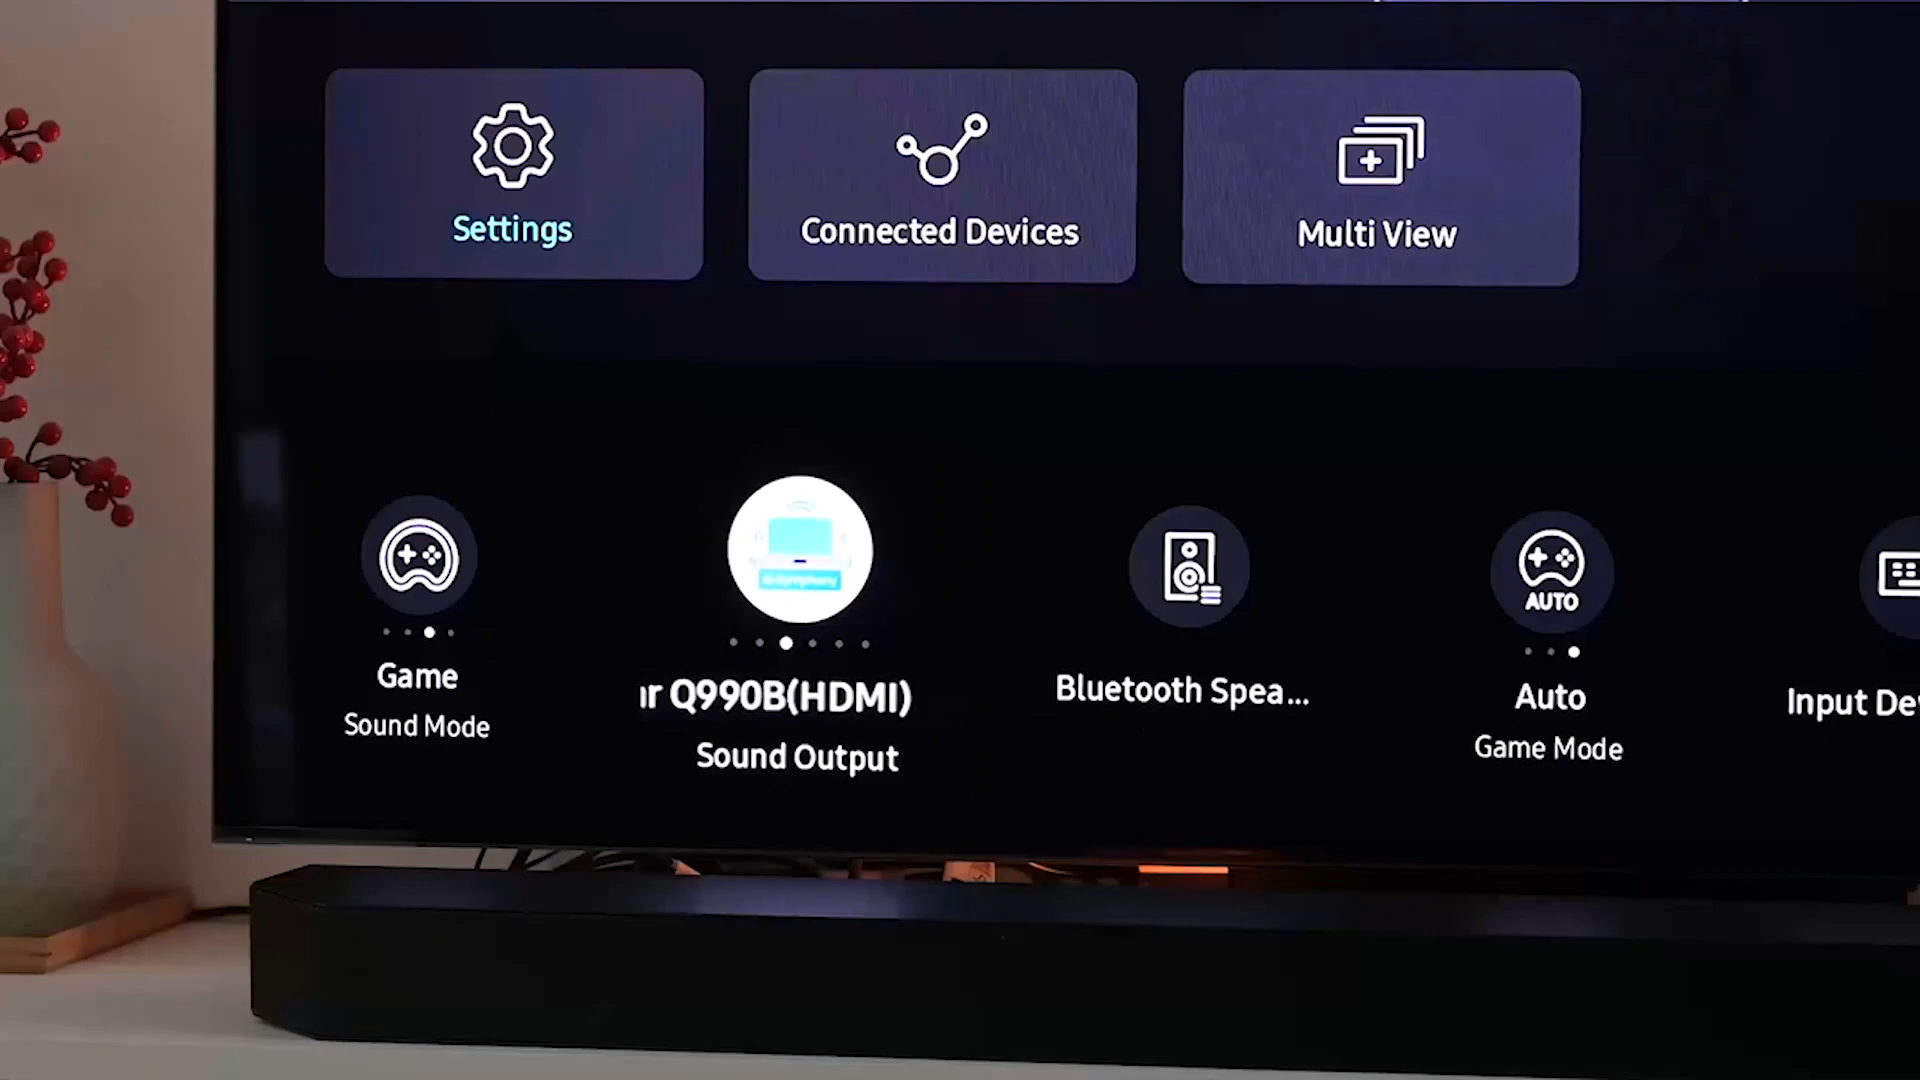 Settings
Connected Devices
Multi View
Q-Symphony
AUTO
Game
Sound Mode
r Q990B(HDMI)
Sound Output
Bluetooth Spea...
Auto
Game Mode
Input De